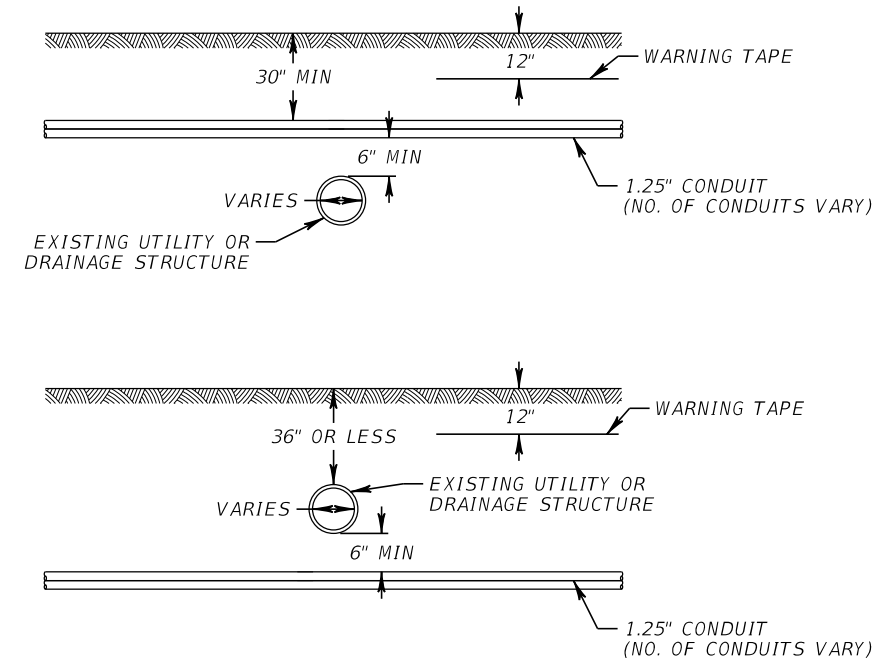 12"
WARNING TAPE
30" MIN
6" MIN
1.25" CONDUIT
(NO. OF CONDUITS VARY)
VARIES
EXISTING UTILITY OR
DRAINAGE STRUCTURE
12"
WARNING TAPE
36" OR LESS
EXISTING UTILITY OR
DRAINAGE STRUCTURE
VARIES
6" MIN
1.25" CONDUIT
(NO. OF CONDUITS VARY)